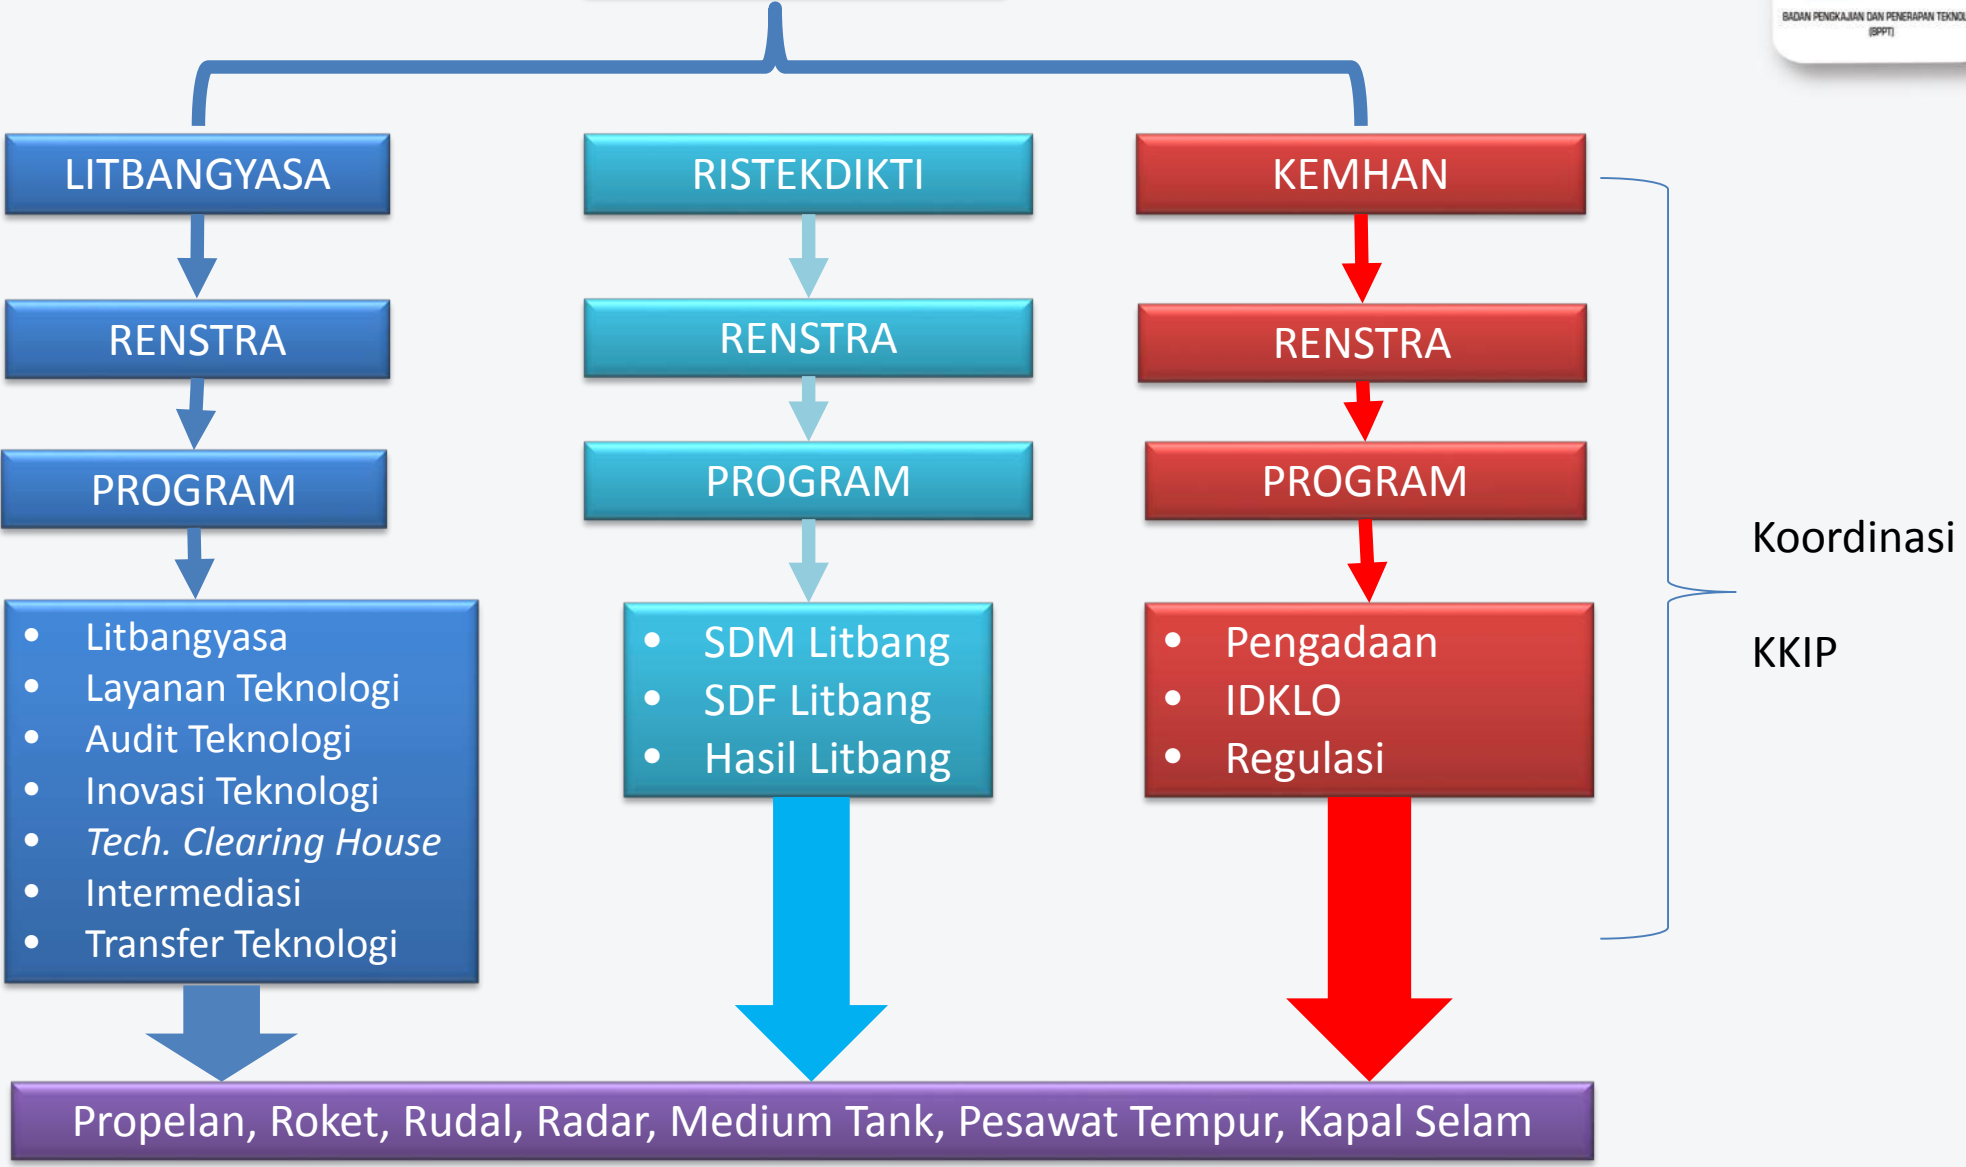 BADAN PENGKAJIAN DAN PENERAPAN
(BPPT)
LITBANGYASA
RISTEKDIKTI
KEMHAN
RENSTRA
RENSTRA
RENSTRA
PROGRAM
PROGRAM
PROGRAM
• Litbangyasa
• Layanan Teknologi
• Audit Teknologi
• Inovasi Teknologi
• Tech. Clearing House
• Intermediasi
• Transfer Teknologi
• SDM Litbang
• SDF Litbang
• Hasil Litbang
• Pengadaan
• IDKLO
• Regulasi
Koordinasi
KKIP
Propelan, Roket, Rudal, Radar, Medium Tank, Pesawat Tempur, Kapal Selam